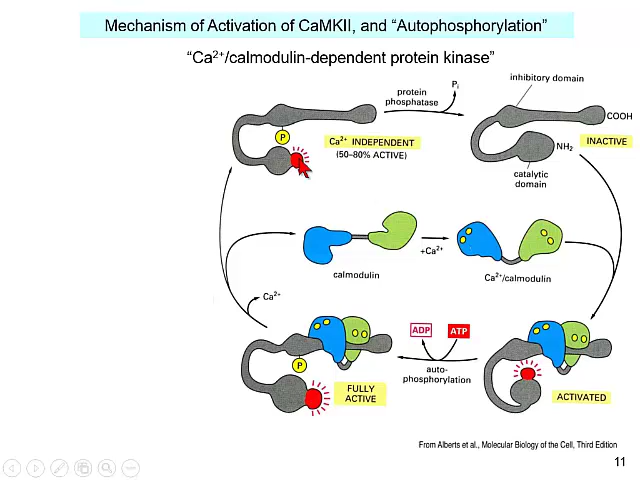 Mechanism of Activation of CaMKII, and “Autophosphorylation”
“Ca2+/calmodulin-dependent protein kinase”
inhibitory domain
protein
phosphatase
Pi
COOH
P
Ca2+ INDEPENDENT
(50–80% ACTIVE)
NH2
INACTIVE
catalytic
domain
+Ca2+
calmodulin
Ca2+/calmodulin
Ca2+
ADP
ATP
P
auto-
phosphorylation
FULLY
ACTIVE
ACTIVATED
From Alberts et al., Molecular Biology of the Cell, Third Edition
11